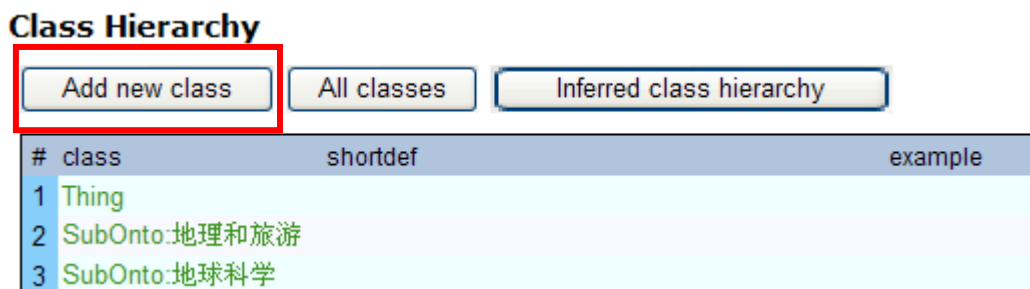 Class Hierarchy
Add new class All classes Inferred class hierarchy
# class shortdef example
1 Thing
2 SubOnto:地理和旅游
3 SubOnto:地球科学